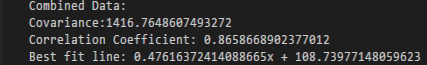 Combined Data:
Covariance:1416.7648607493272
Correlation Coefficient: 0.8658668902377012
Best fit line: 0.47616372414088665x + 108.73977148059623